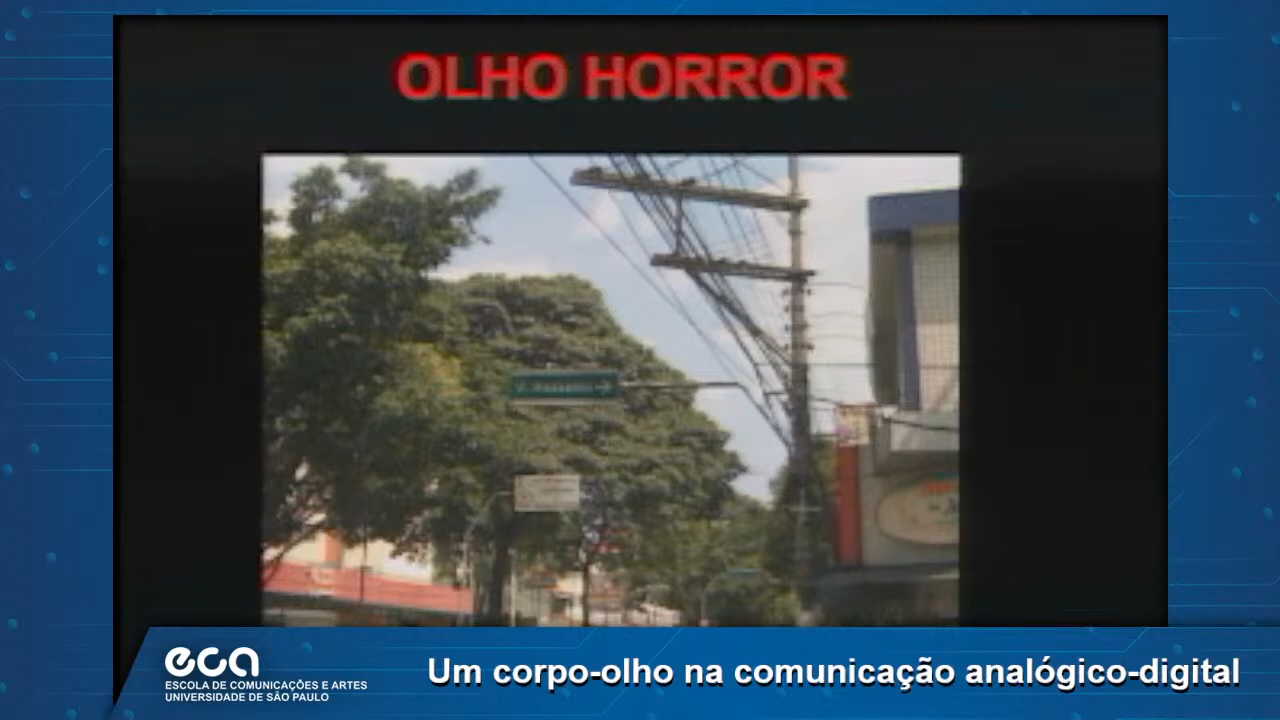 OLHO HORROR
eca
ESCOLA DE COMUNICAÇÕES E ARTES
UNIVERSIDADE DE SÃO PAULO
Um corpo-olho na comunicação analógico-digital